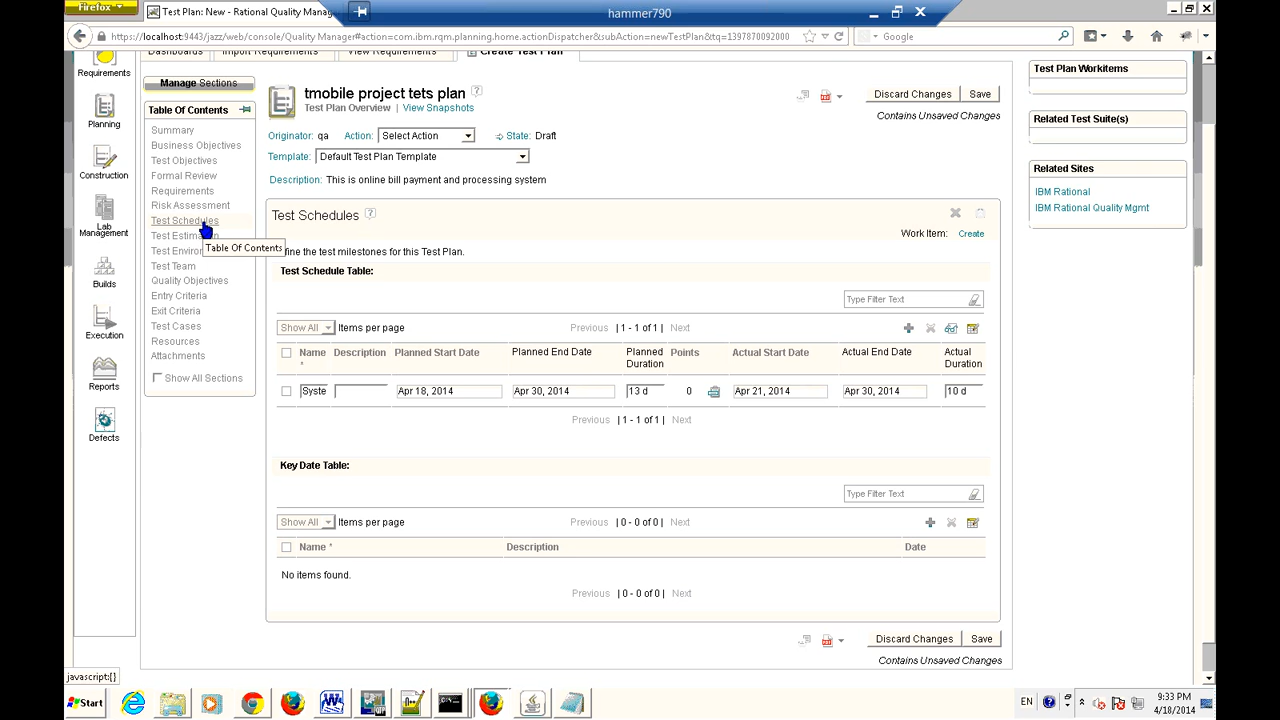 Firefox
Test Plan: New - Rational Quality Manag...
hammer790
https://localhost:9443/jazz/web/console/Quality Manager#action=com.ibm.rqm.planning.home.actionDispatcher&subAction=newTestPlan&ttq=1397870092000
Google
Dashboards
Import Requirements
View Requirements
Create Test Plan
Requirements
Planning
Construction
Lab
Management
Builds
Execution
Reports
Defects
Manage Sections
Table Of Contents
Summary
Business Objectives
Test Objectives
Formal Review
Requirements
Risk Assessment
Test Schedules
Test Estimation
Test Environ
Table Of Contents
Test Team
Quality Objectives
Entry Criteria
Exit Criteria
Test Cases
Resources
Attachments
Show All Sections
tmobile project tets plan
Test Plan Overview | View Snapshots
Discard Changes Save
Contains Unsaved Changes
Originator: qa Action: Select Action State: Draft
Template: Default Test Plan Template
Description: This is online bill payment and processing system
Test Schedules
Work Item: Create
fine the test milestones for this Test Plan.
Test Schedule Table:
Type Filter Text
Show All Items per page Previous | 1 - 1 of 1 | Next
Name * Description Planned Start Date Planned End Date Planned Duration Points Actual Start Date Actual End Date Actual Duration
Syste Apr 18, 2014 Apr 30, 2014 13 d 0 Apr 21, 2014 Apr 30, 2014 10 d
Previous | 1 - 1 of 1 | Next
Key Date Table:
Type Filter Text
Show All Items per page Previous | 0 - 0 of 0 | Next
Name * Description Date
No items found.
Previous | 0 - 0 of 0 | Next
Discard Changes Save
Contains Unsaved Changes
Test Plan Workitems
Related Test Suite(s)
Related Sites
IBM Rational
IBM Rational Quality Mgmt
javascript:{}
Start
EN
9:33 PM
4/18/2014